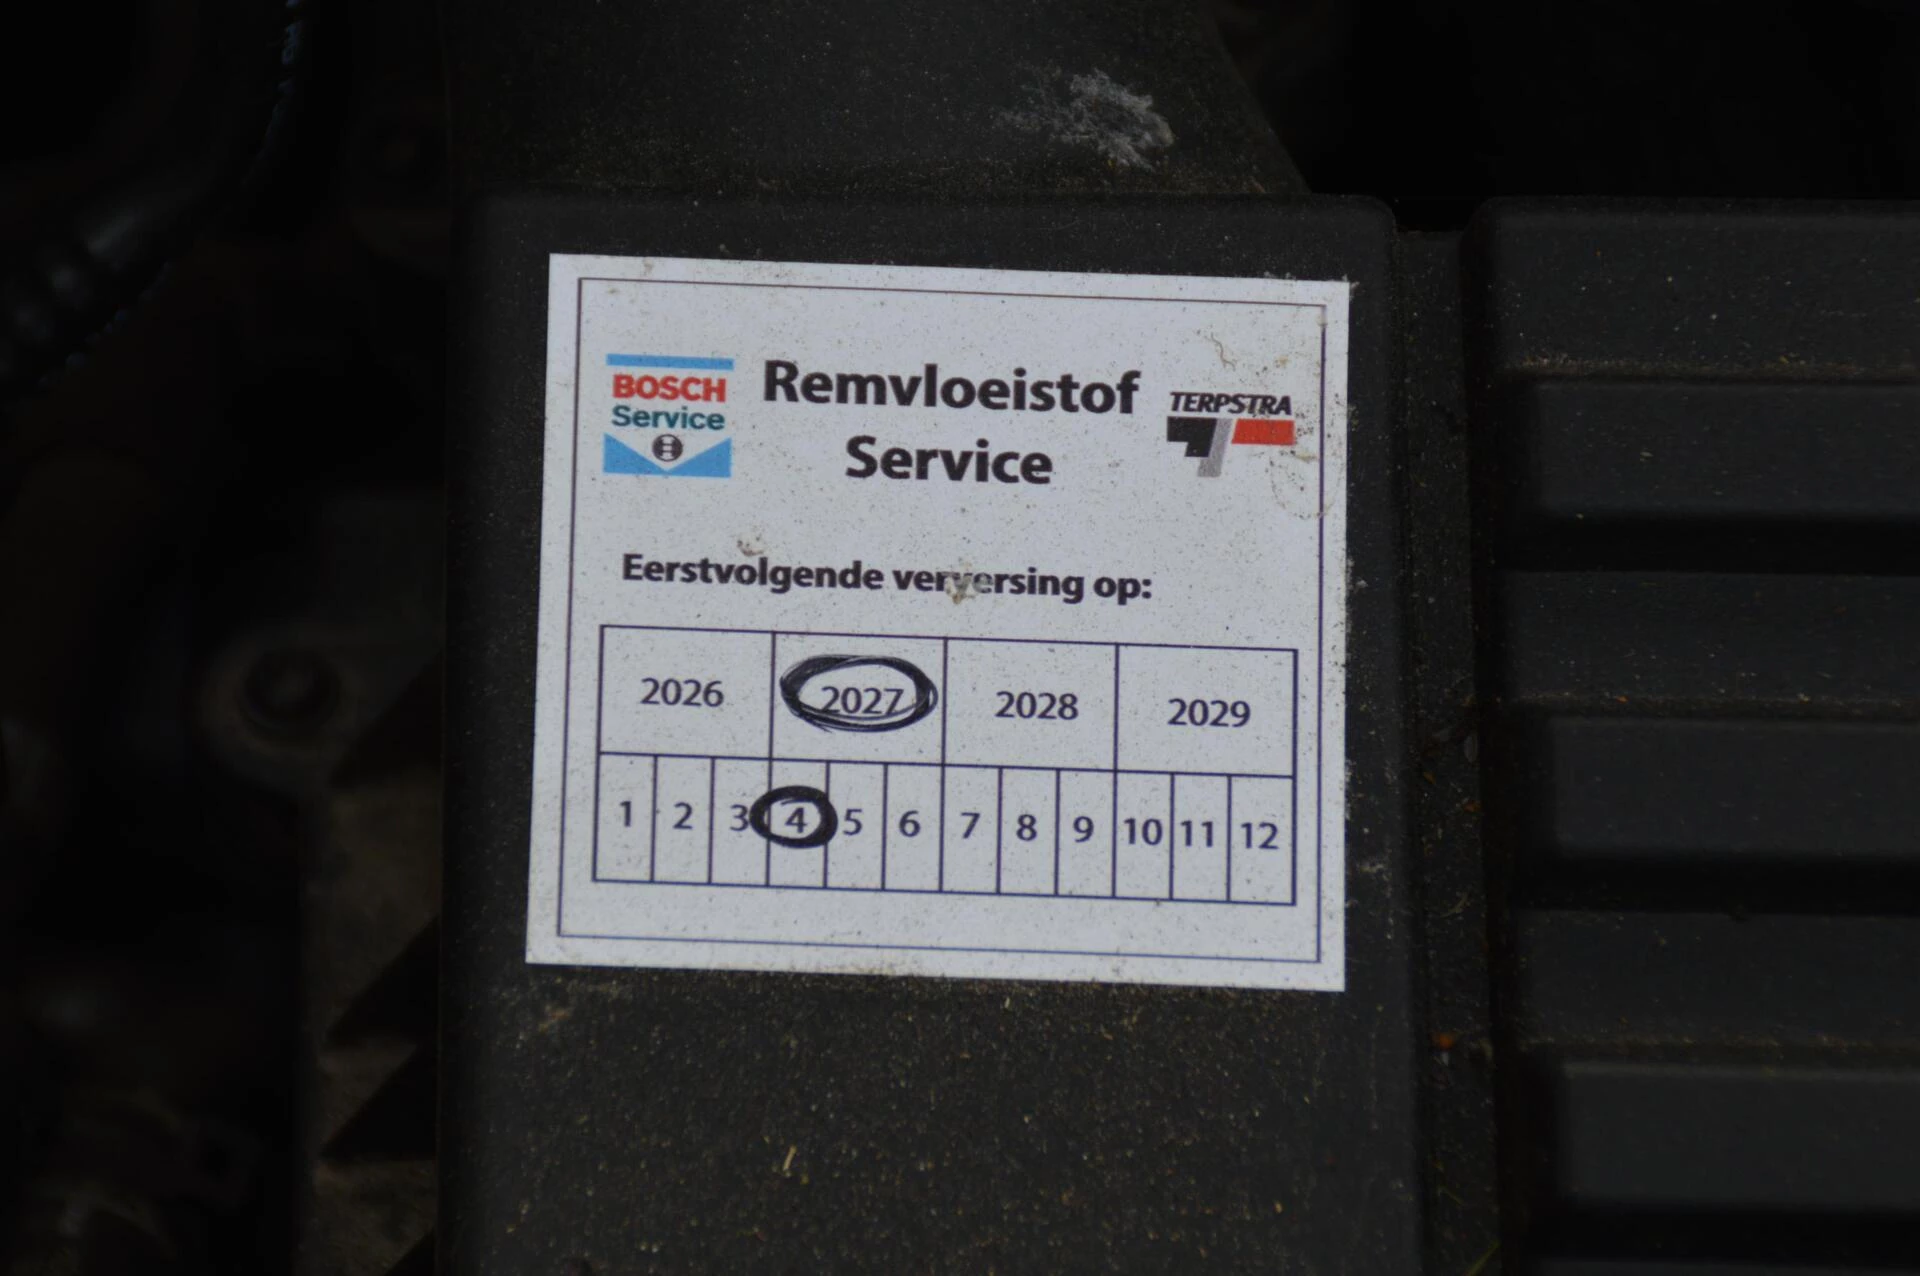 BOSCH
Service
Remvloeistof
Service
TERPSTRA
Eerstvolgende verversing op:
2026 2027 2028 2029
1 2 3 4 5 6 7 8 9 10 11 12